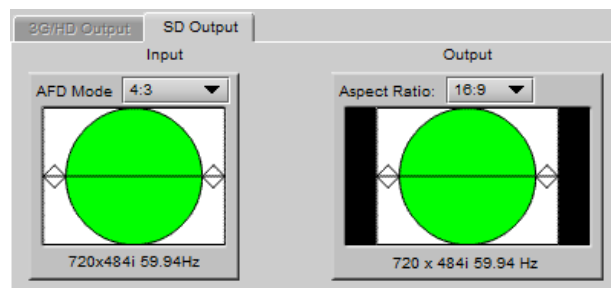 3G/HD Output SD Output
Input Output
AFD Mode 4:3 Aspect Ratio: 16:9
720x484i 59.94Hz 720 x 484i 59.94 Hz